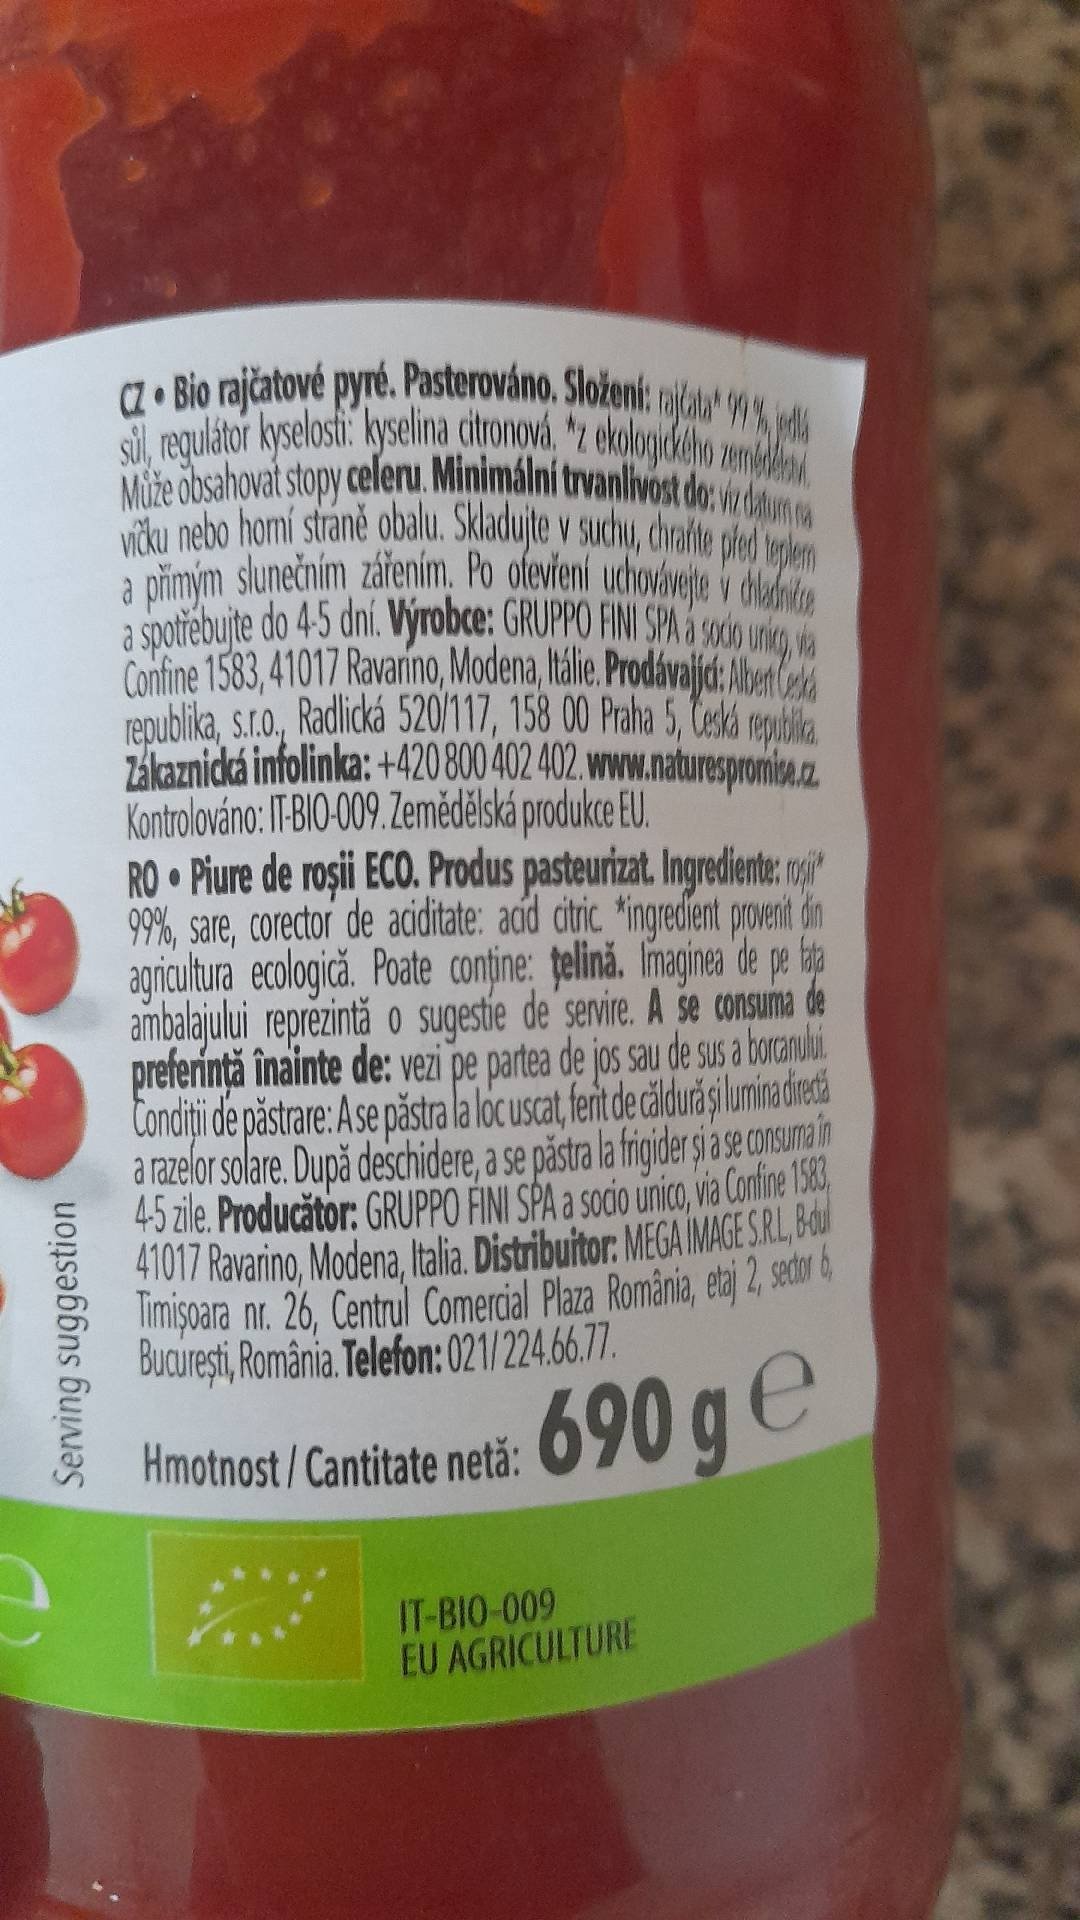 CZ • Bio rajčatové pyré. Pasterováno. Složení: rajčata* 99 %, jedlá
sůl, regulátor kyselosti: kyselina citronová. *z ekologického zemědělství.
Může obsahovat stopy celeru. Minimální trvanlivost do: viz datum na
víčku nebo horní straně obalu. Skladujte v suchu, chraňte před teplem
a přímým slunečním zářením. Po otevření uchovávejte v chladničce
a spotřebujte do 4-5 dní. Výrobce: GRUPPO FINI SPA a socio unico, via
Confine 1583, 41017 Ravarino, Modena, Itálie. Prodávající: Albert Česká
republika, s.r.o., Radlická 520/117, 158 00 Praha 5, Česká republika.
Zákaznická infolinka: +420 800 402 402. www.naturespromise.cz
Kontrolováno: IT-BIO-009. Zemědělská produkce EU.
RO • Piure de roșii ECO. Produs pasteurizat. Ingrediente: roșii*
99%, sare, corector de aciditate: acid citric. *ingredient provenit din
agricultura ecologică. Poate conține: țelină. Imaginea de pe fața
ambalajului reprezintă o sugestie de servire. A se consuma de
preferință înainte de: vezi pe partea de jos sau de sus a borcanului.
Condiții de păstrare: A se păstra la loc uscat, ferit de căldură și lumina directă
a razelor solare. După deschidere, a se păstra la frigider și a se consuma în
4-5 zile. Producător: GRUPPO FINI SPA a socio unico, via Confine 1583,
41017 Ravarino, Modena, Italia. Distribuitor: MEGA IMAGE S.R.L, B-dul
Timișoara nr. 26, Centrul Comercial Plaza România, etaj 2, sector 6,
București, România. Telefon: 021/224.66.77.
Hmotnost / Cantitate netă: 690 g e
Serving suggestion
IT-BIO-009
EU AGRICULTURE